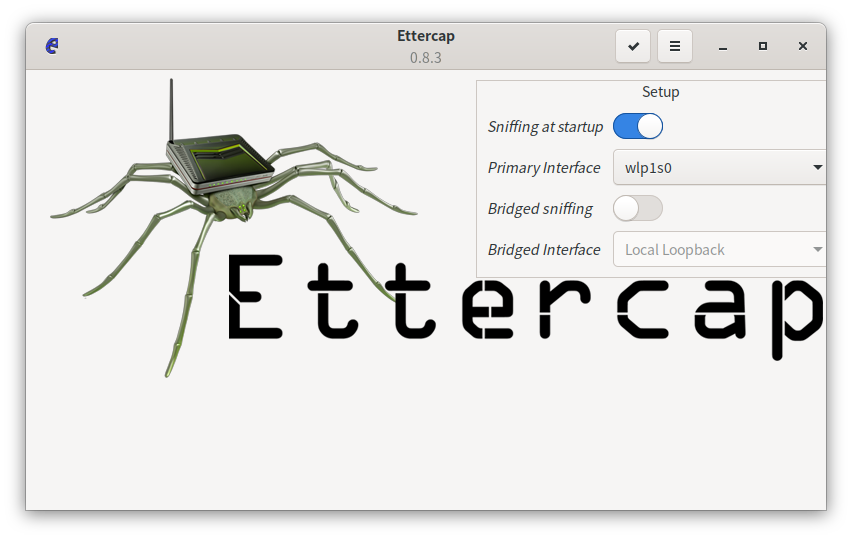 Ettercap
0.8.3
Setup
Sniffing at startup
Primary Interface wlp1s0
Bridged sniffing
Bridged Interface Local Loopback
Ettercap